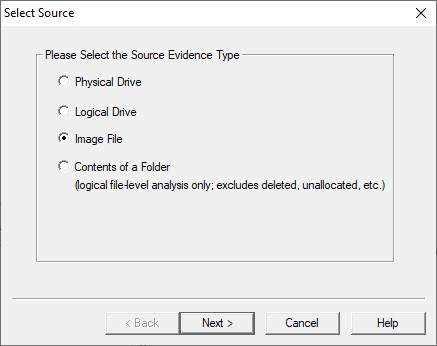 Select Source
Please Select the Source Evidence Type
Physical Drive
Logical Drive
Image File
Contents of a Folder
(logical file-level analysis only; excludes deleted, unallocated, etc.)
< Back Next > Cancel Help